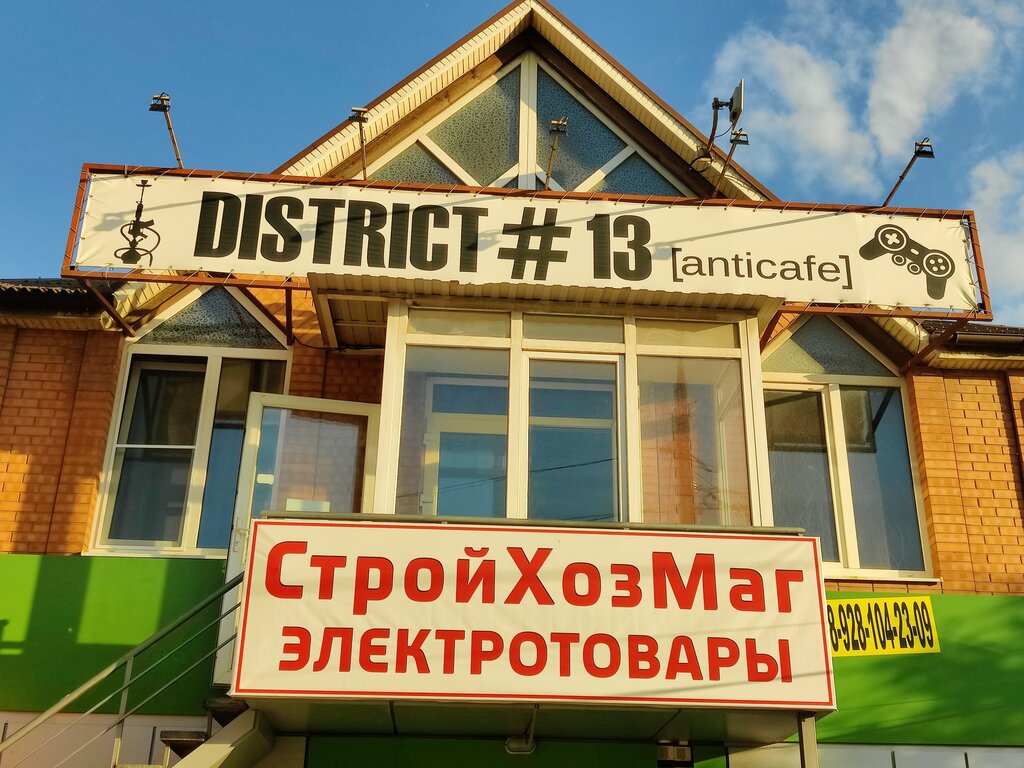 DISTRICT # 13 [anticafe]
СтройХозМаг
ЭЛЕКТРОТОВАРЫ
8-928-104-23-09